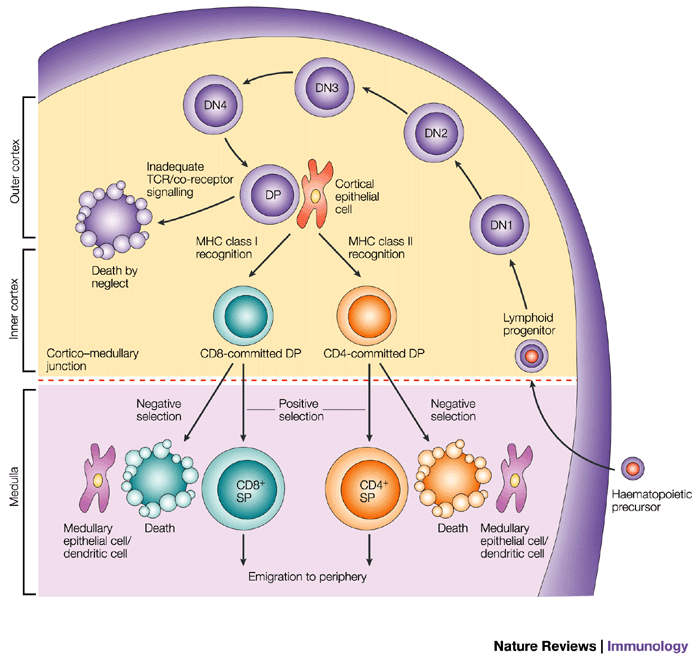 Outer cortex
Inner cortex
Medulla
DN4
DN3
DN2
DN1
Inadequate
TCR/co-receptor
signalling
DP
Cortical
epithelial
cell
Death by
neglect
MHC class I
recognition
MHC class II
recognition
Lymphoid
progenitor
CD8-committed DP
CD4-committed DP
Cortico–medullary
junction
Negative
selection
Positive
selection
Negative
selection
CD8+
SP
CD4+
SP
Medullary
epithelial cell/
dendritic cell
Death
Death
Medullary
epithelial cell/
dendritic cell
Haematopoietic
precursor
Emigration to periphery
Nature Reviews | Immunology